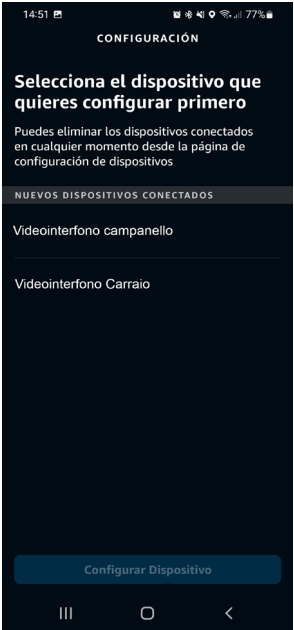 14:51 77%
CONFIGURACIÓN
Selecciona el dispositivo que
quieres configurar primero
Puedes eliminar los dispositivos conectados
en cualquier momento desde la página de
configuración de dispositivos
NUEVOS DISPOSITIVOS CONECTADOS
Videointerfono campanello
Videointerfono Carraio
Configurar Dispositivo